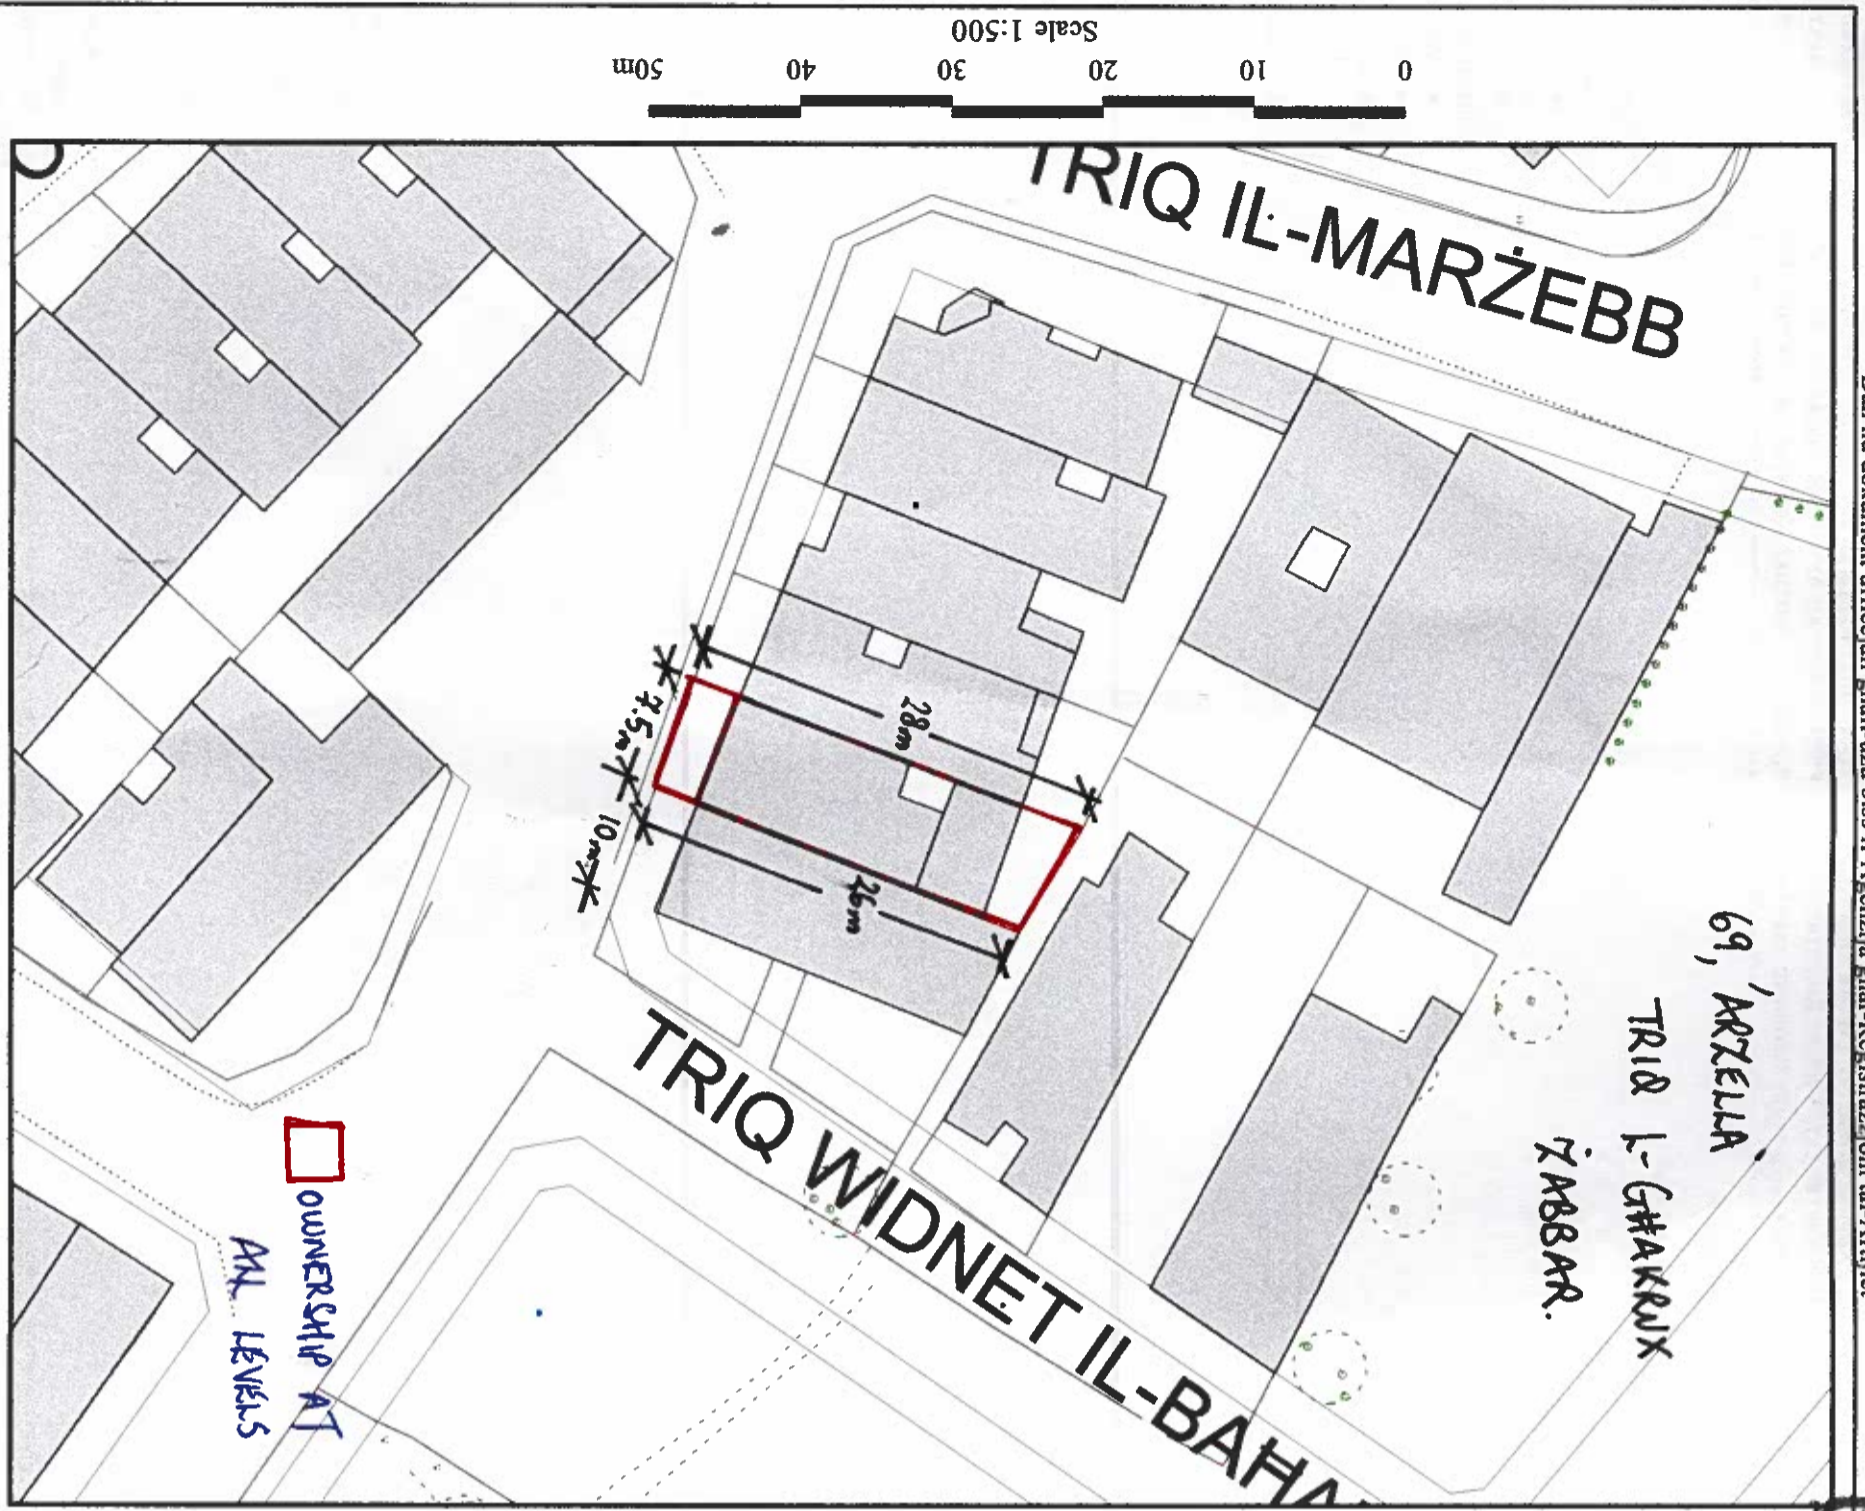 Scale 1:500
50m 40 30 20 10 0
TRIQ IL-MARŻEBB
28m
7.5m
10m
26m
69, 'ARZELLA'
TRIQ L-GĦAKRUX
ŻABBAR.
TRIQ WIDNET IL-BAĦA
OWNERSHIP AT
ALL LEVELS